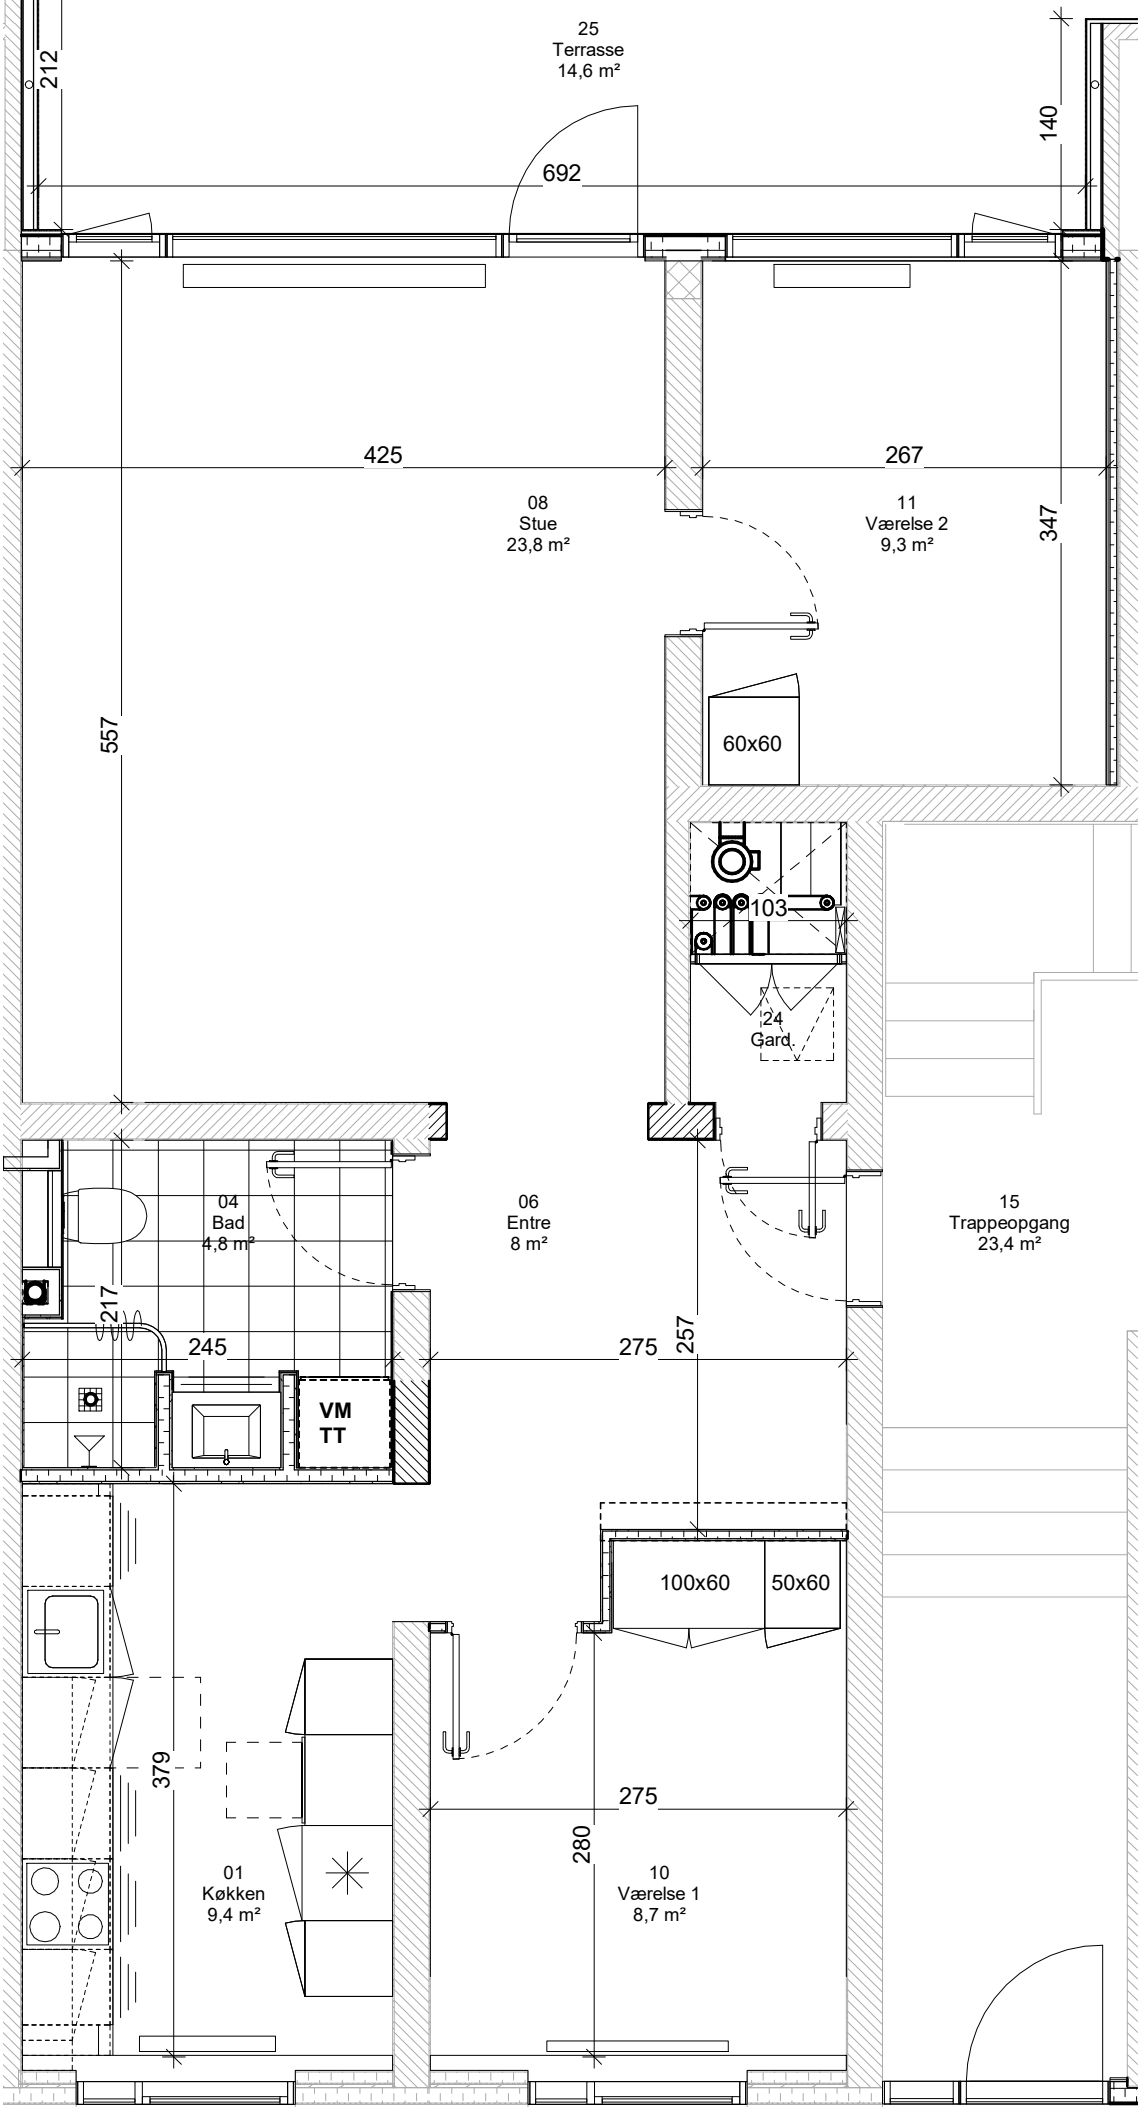 25
Terrasse
14,6 m²
212
140
692
425
267
08
Stue
23,8 m²
11
Værelse 2
9,3 m²
347
557
60x60
103
24
Gard.
04
Bad
4,8 m²
06
Entre
8 m²
15
Trappeopgang
23,4 m²
217
245
275
257
VM
TT
100x60
50x60
379
275
280
01
Køkken
9,4 m²
10
Værelse 1
8,7 m²